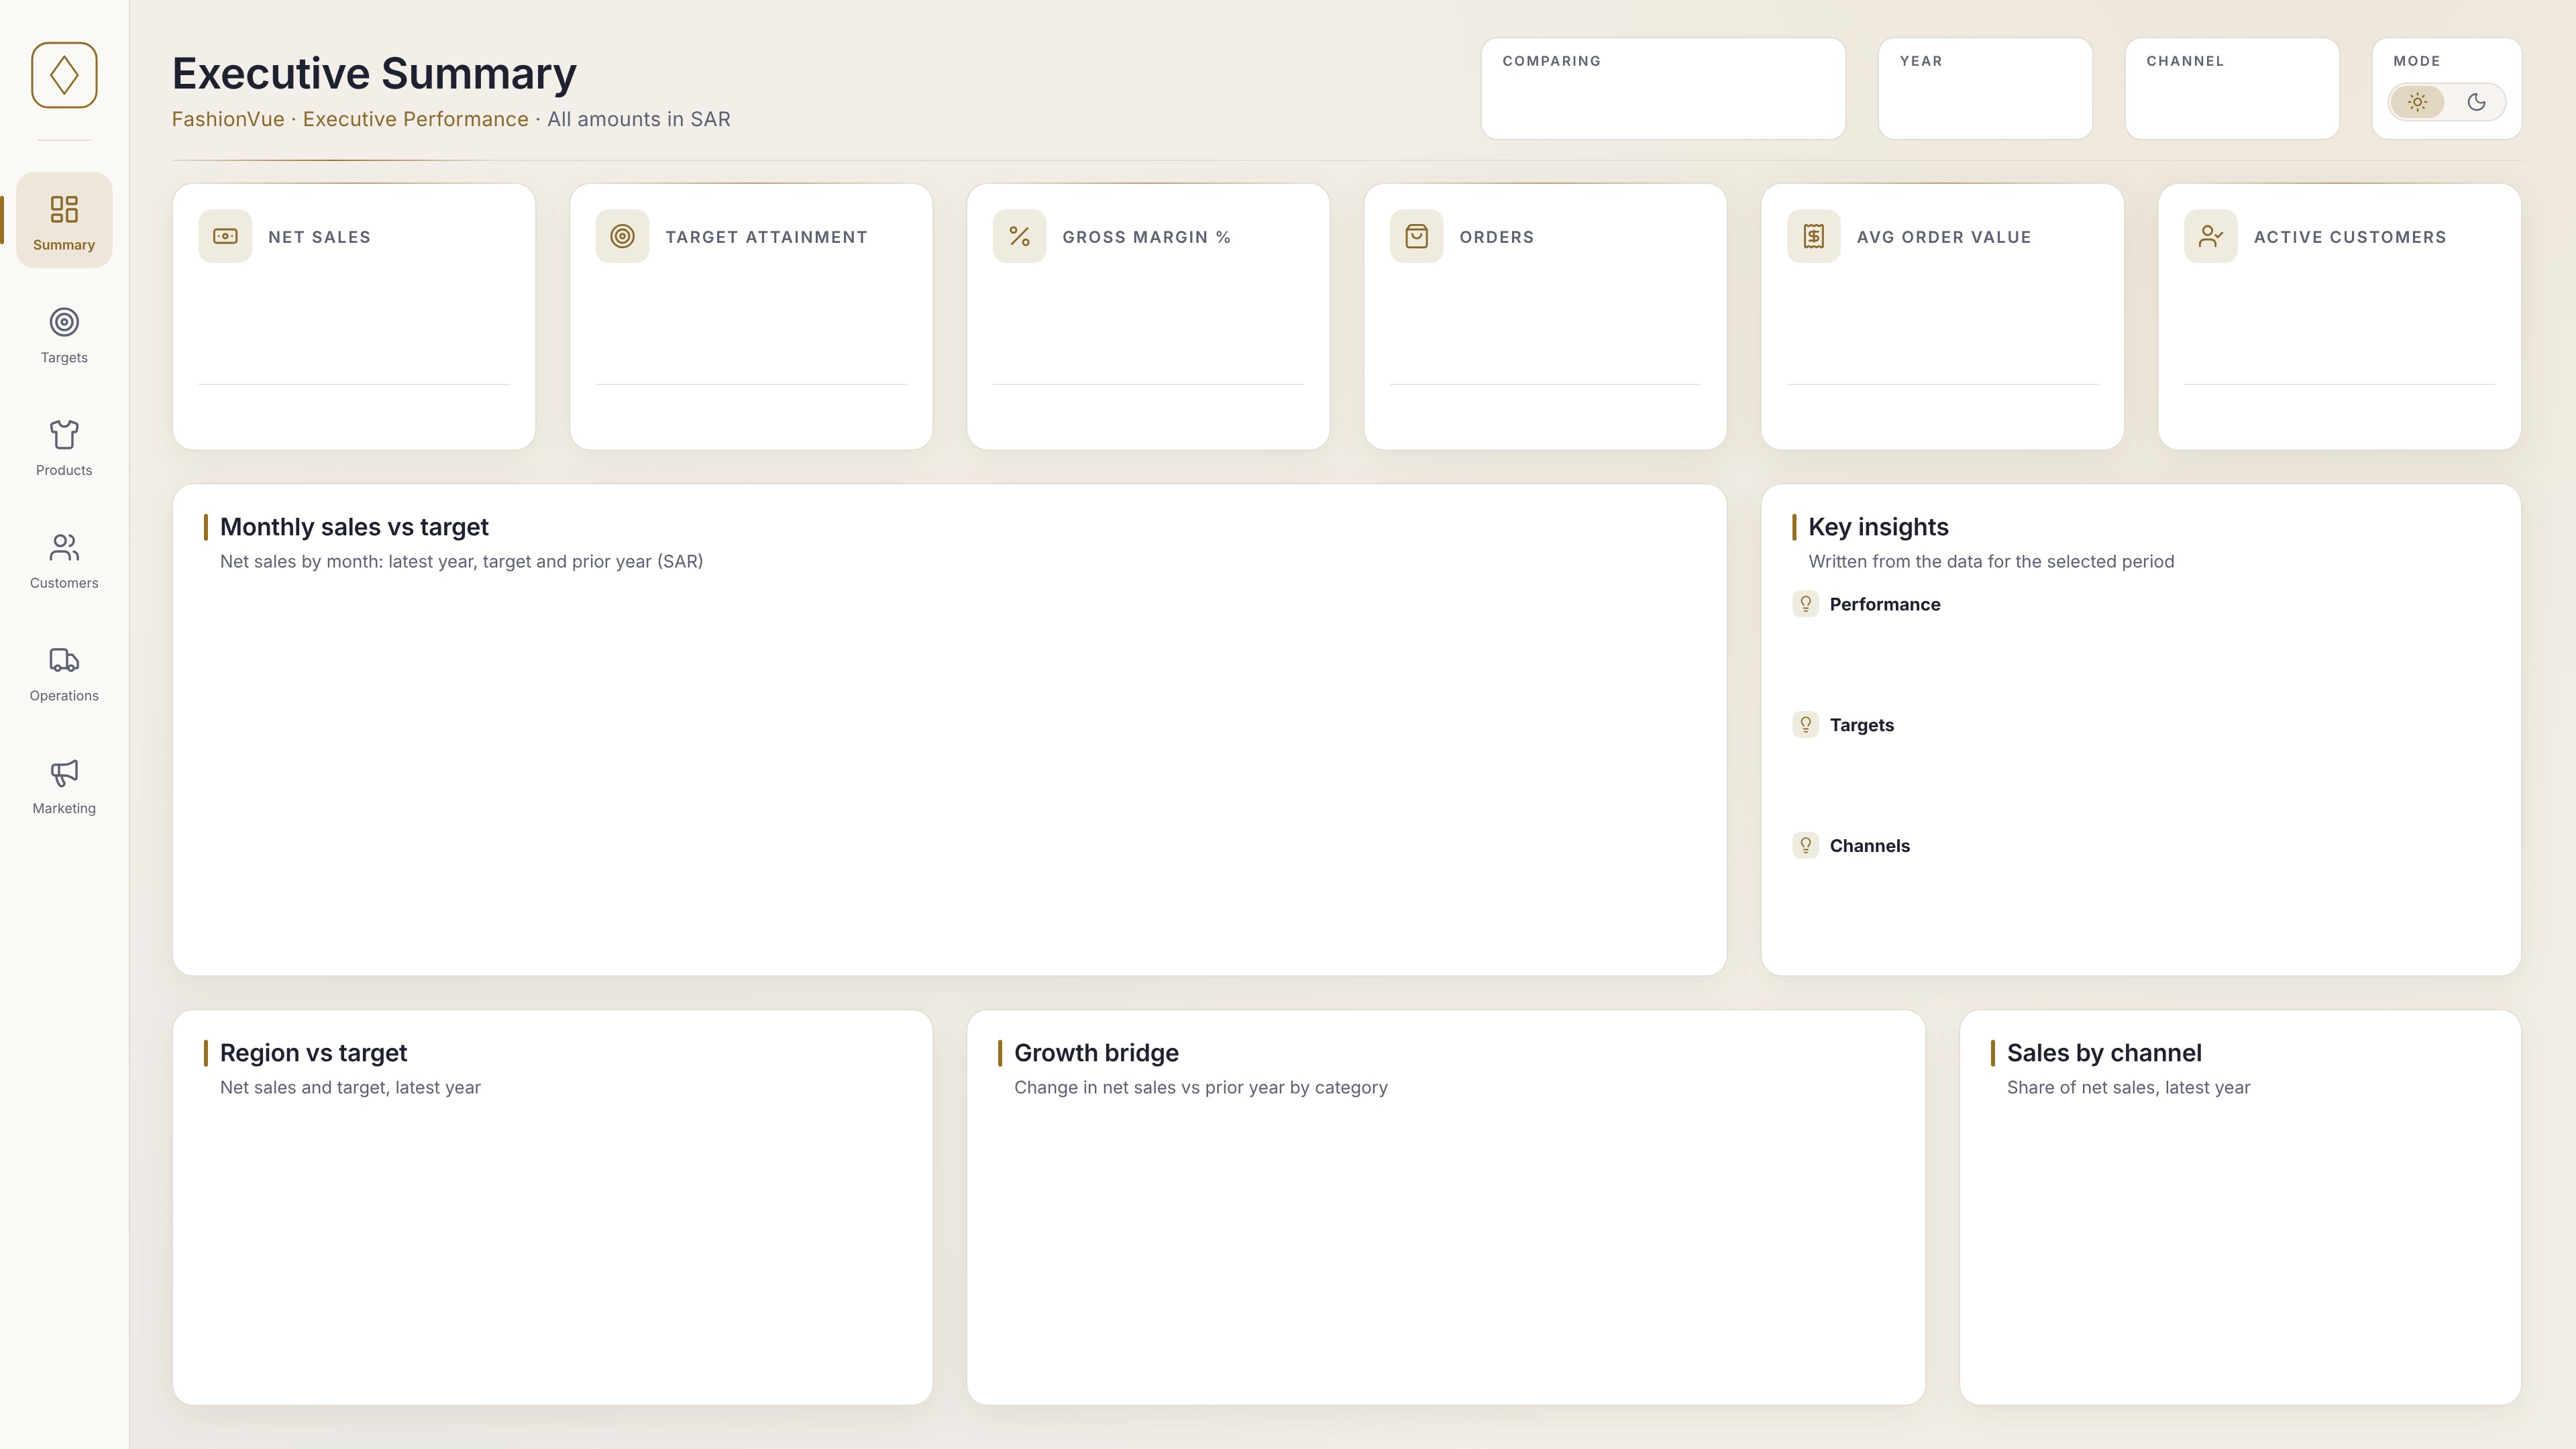 Executive Summary
FashionVue · Executive Performance · All amounts in SAR
COMPARING
YEAR
CHANNEL
MODE
Summary
Targets
Products
Customers
Operations
Marketing
NET SALES
TARGET ATTAINMENT
GROSS MARGIN %
ORDERS
AVG ORDER VALUE
ACTIVE CUSTOMERS
Monthly sales vs target
Net sales by month: latest year, target and prior year (SAR)
Key insights
Written from the data for the selected period
Performance
Targets
Channels
Region vs target
Net sales and target, latest year
Growth bridge
Change in net sales vs prior year by category
Sales by channel
Share of net sales, latest year